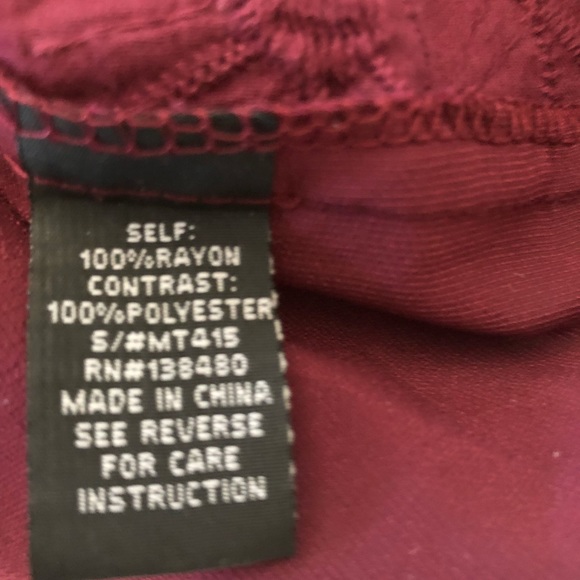 SELF:
100%RAYON
CONTRAST:
100%POLYESTER
S/#MT415
RN#138480
MADE IN CHINA
SEE REVERSE
FOR CARE
INSTRUCTION